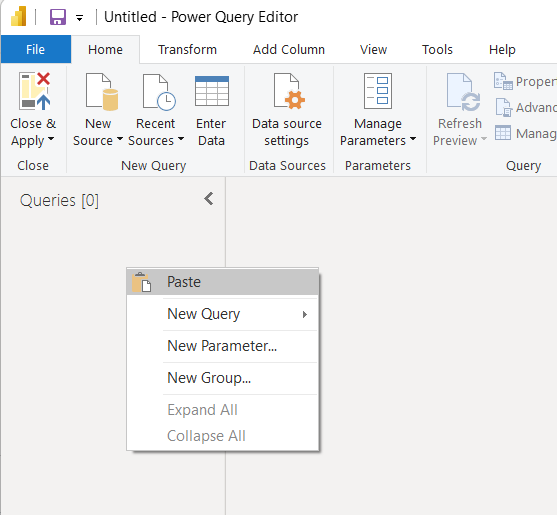 Untitled - Power Query Editor
File Home Transform Add Column View Tools Help
Close & Apply
New Source
Recent Sources
Enter Data
Data source settings
Manage Parameters
Refresh Preview
Manag
Close New Query Data Sources Parameters Query
Queries [0]
Paste
New Query
New Parameter...
New Group...
Expand All
Collapse All